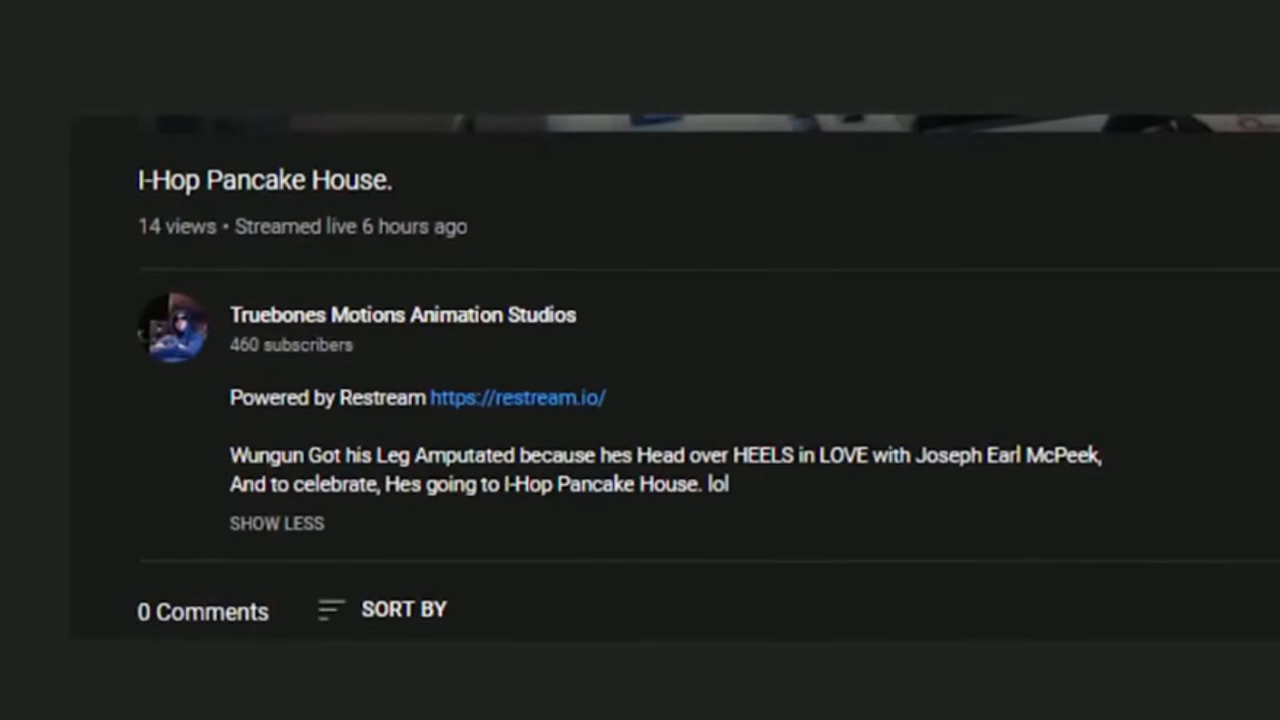 I-Hop Pancake House.
14 views • Streamed live 6 hours ago
Truebones Motions Animation Studios
460 subscribers
Powered by Restream https://restream.io/
Wungun Got his Leg Amputated because hes Head over HEELS in LOVE with Joseph Earl McPeek,
And to celebrate, Hes going to I-Hop Pancake House. lol
SHOW LESS
0 Comments
SORT BY